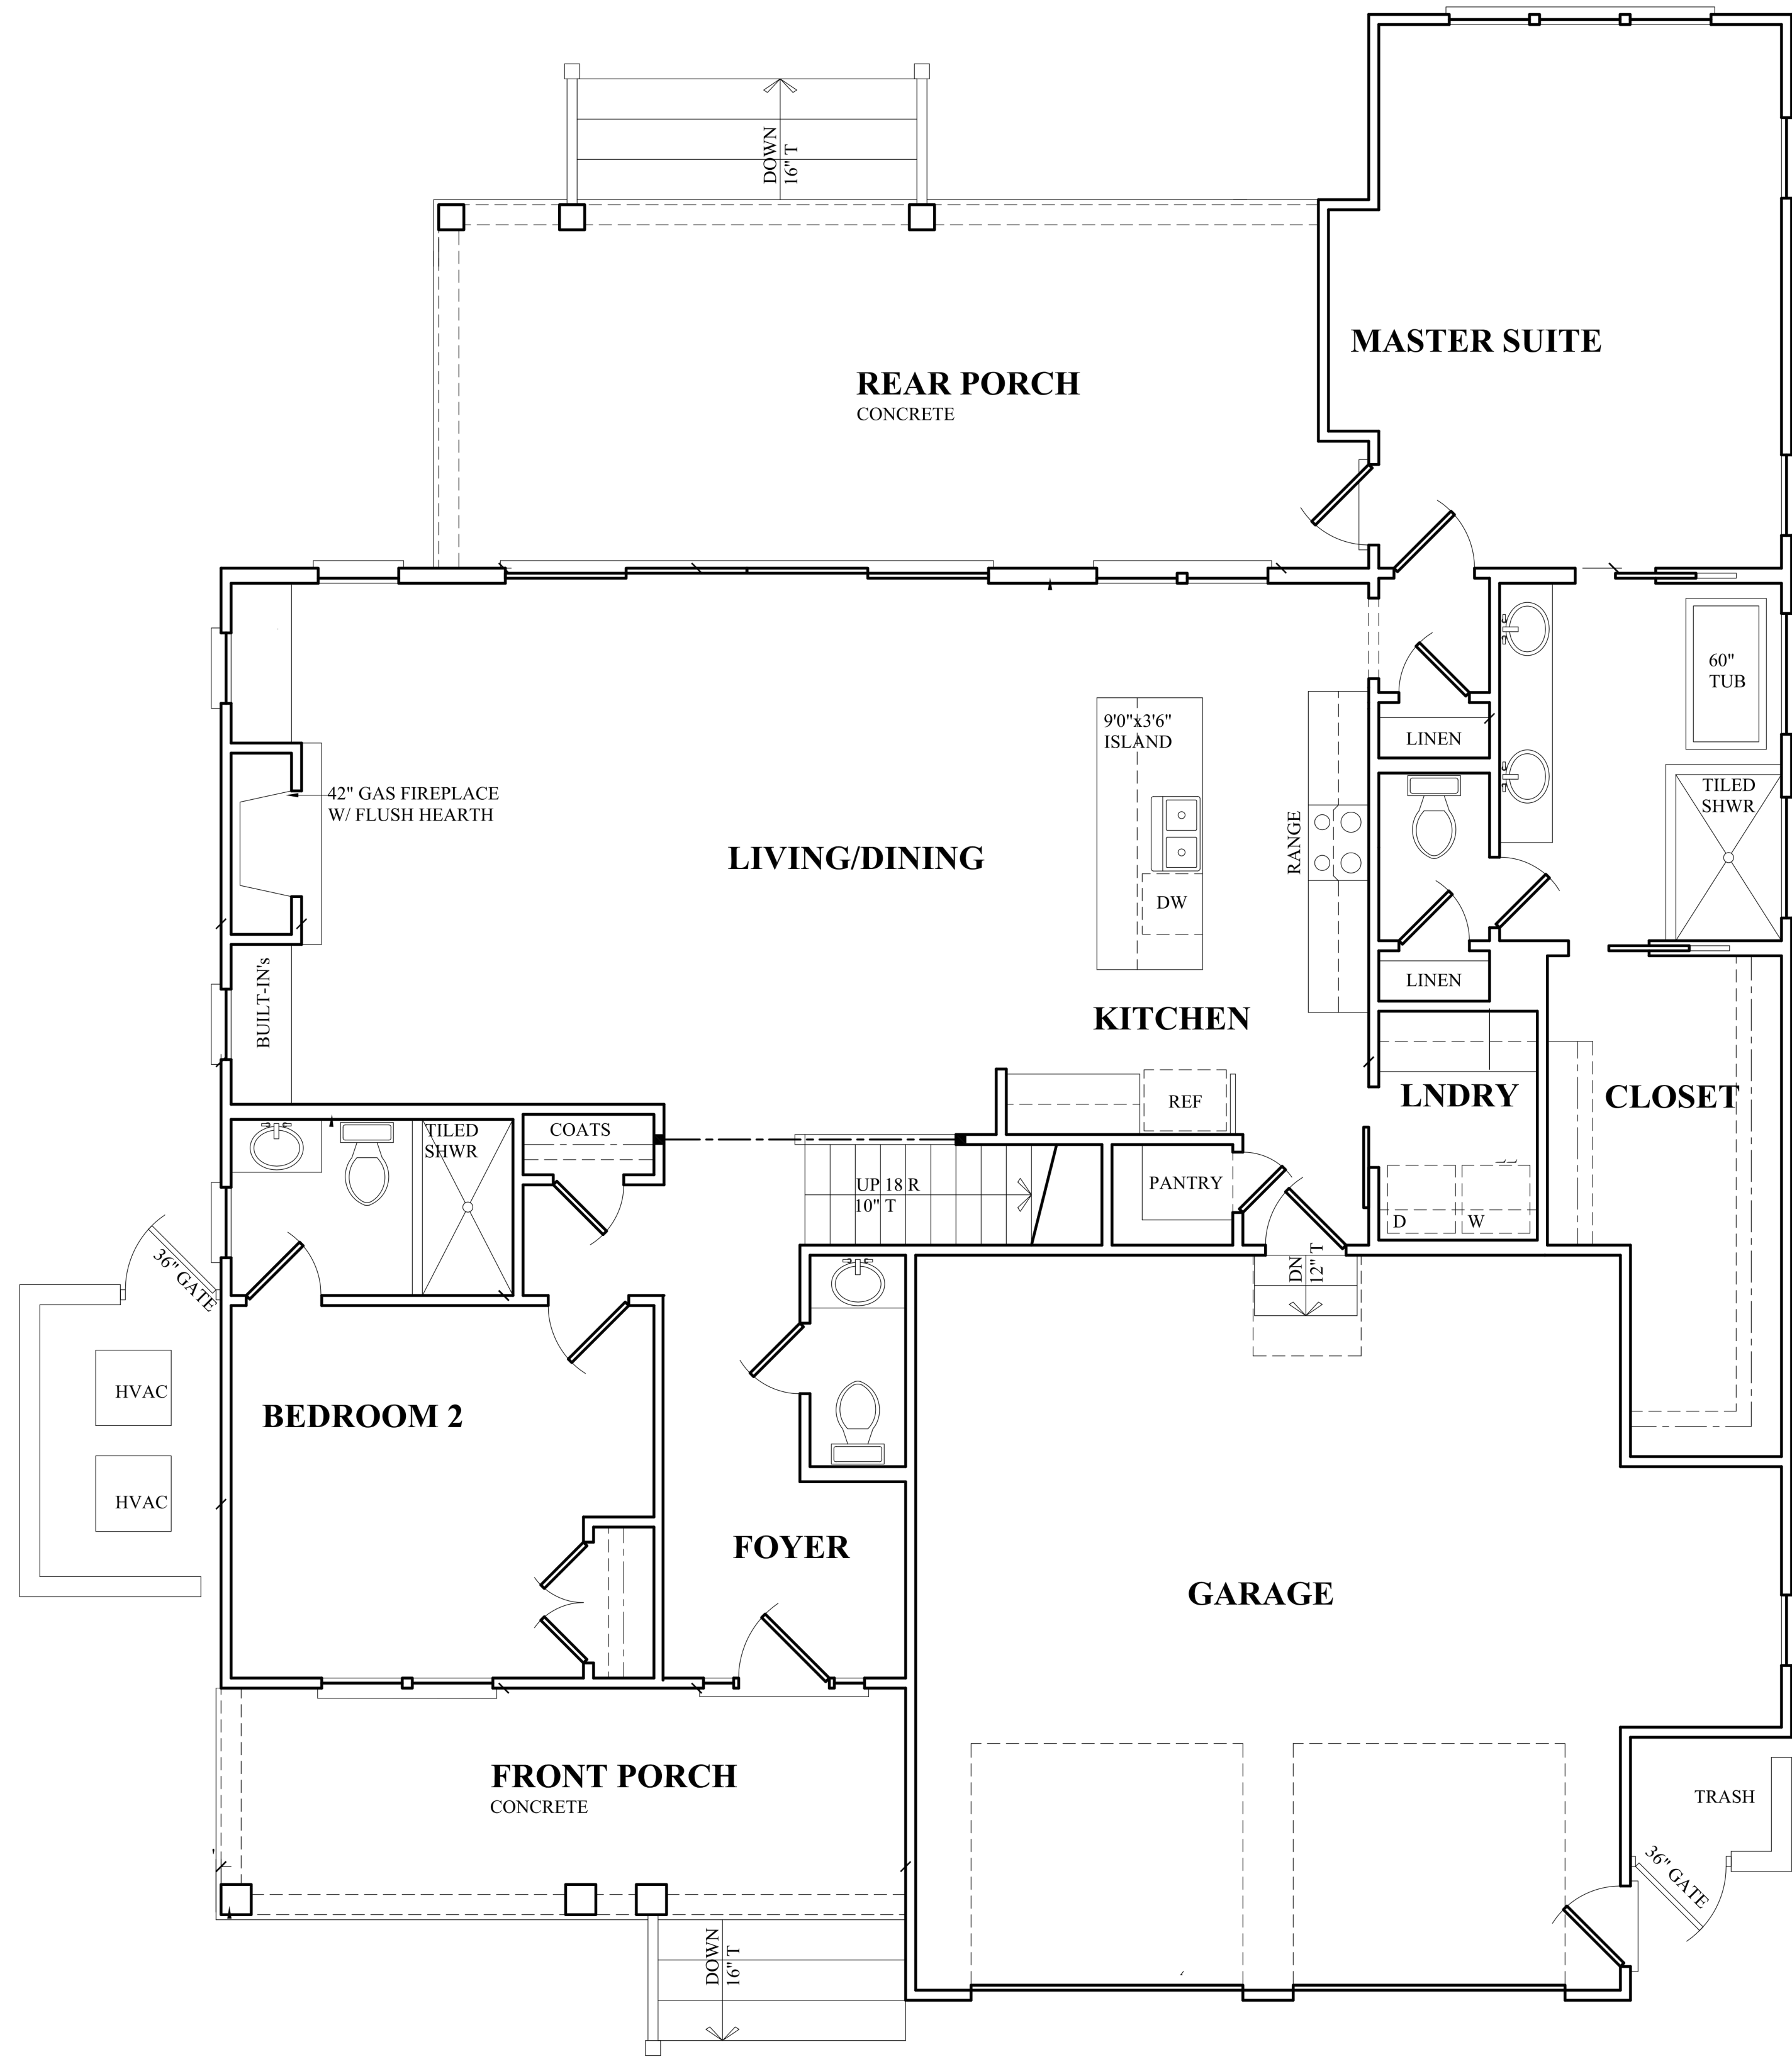 DOWN
16" T
MASTER SUITE
REAR PORCH
CONCRETE
60"
TUB
9'0"x3'6"
ISLAND
LINEN
42" GAS FIREPLACE
W/ FLUSH HEARTH
TILED
SHWR
RANGE
LIVING/DINING
DW
BUILT-IN's
LINEN
KITCHEN
LNDRY
CLOSET
REF
TILED
SHWR
COATS
UP 18 R
10" T
PANTRY
D
W
36" GATE
DN
12" T
HVAC
BEDROOM 2
HVAC
FOYER
GARAGE
FRONT PORCH
CONCRETE
TRASH
36" GATE
DOWN
16" T